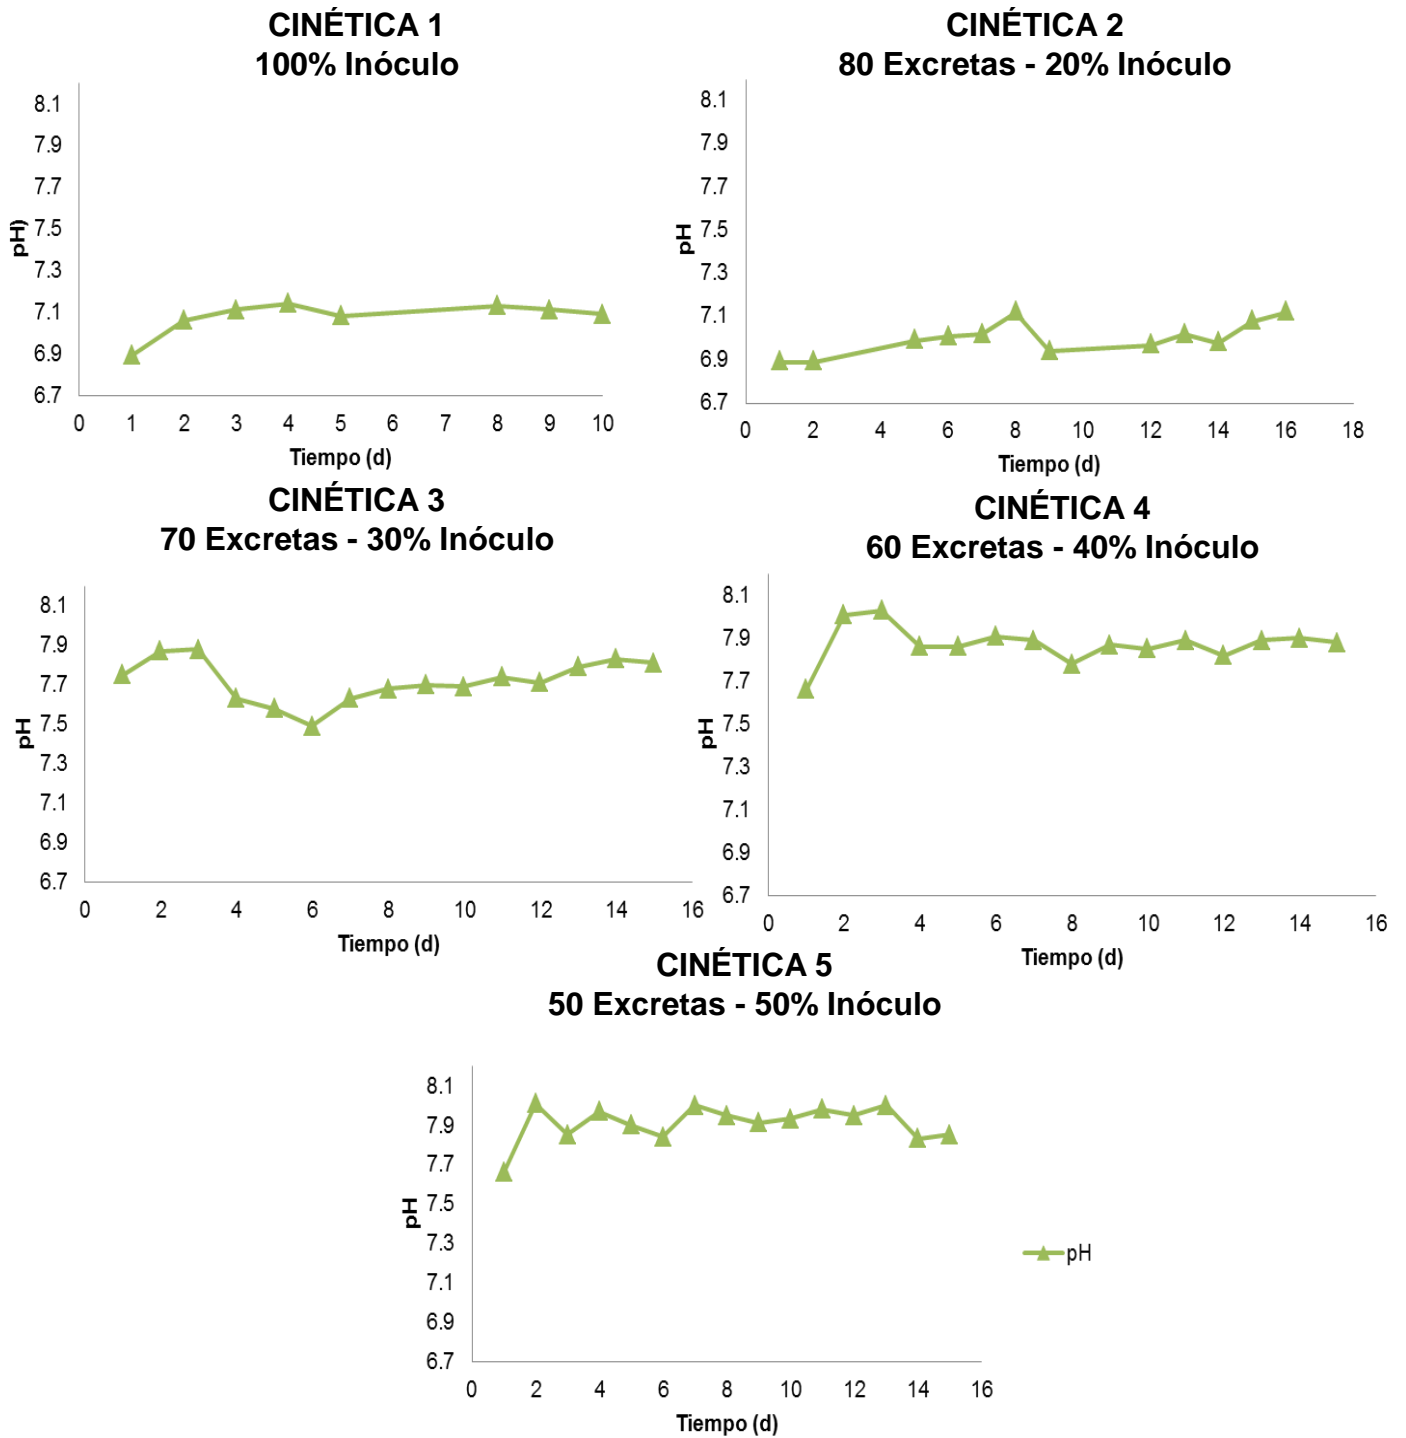 CINÉTICA 1
100% Inóculo
8.1
7.9
7.7
7.5
7.3
7.1
6.9
6.7
pH)
0 1 2 3 4 5 6 7 8 9 10
Tiempo (d)
CINÉTICA 2
80 Excretas - 20% Inóculo
8.1
7.9
7.7
7.5
7.3
7.1
6.9
6.7
pH
0 2 4 6 8 10 12 14 16 18
Tiempo (d)
CINÉTICA 3
70 Excretas - 30% Inóculo
8.1
7.9
7.7
7.5
7.3
7.1
6.9
6.7
pH
0 2 4 6 8 10 12 14 16
Tiempo (d)
CINÉTICA 4
60 Excretas - 40% Inóculo
8.1
7.9
7.7
7.5
7.3
7.1
6.9
6.7
pH
0 2 4 6 8 10 12 14 16
Tiempo (d)
CINÉTICA 5
50 Excretas - 50% Inóculo
8.1
7.9
7.7
7.5
7.3
7.1
6.9
6.7
pH
0 2 4 6 8 10 12 14 16
Tiempo (d)
pH